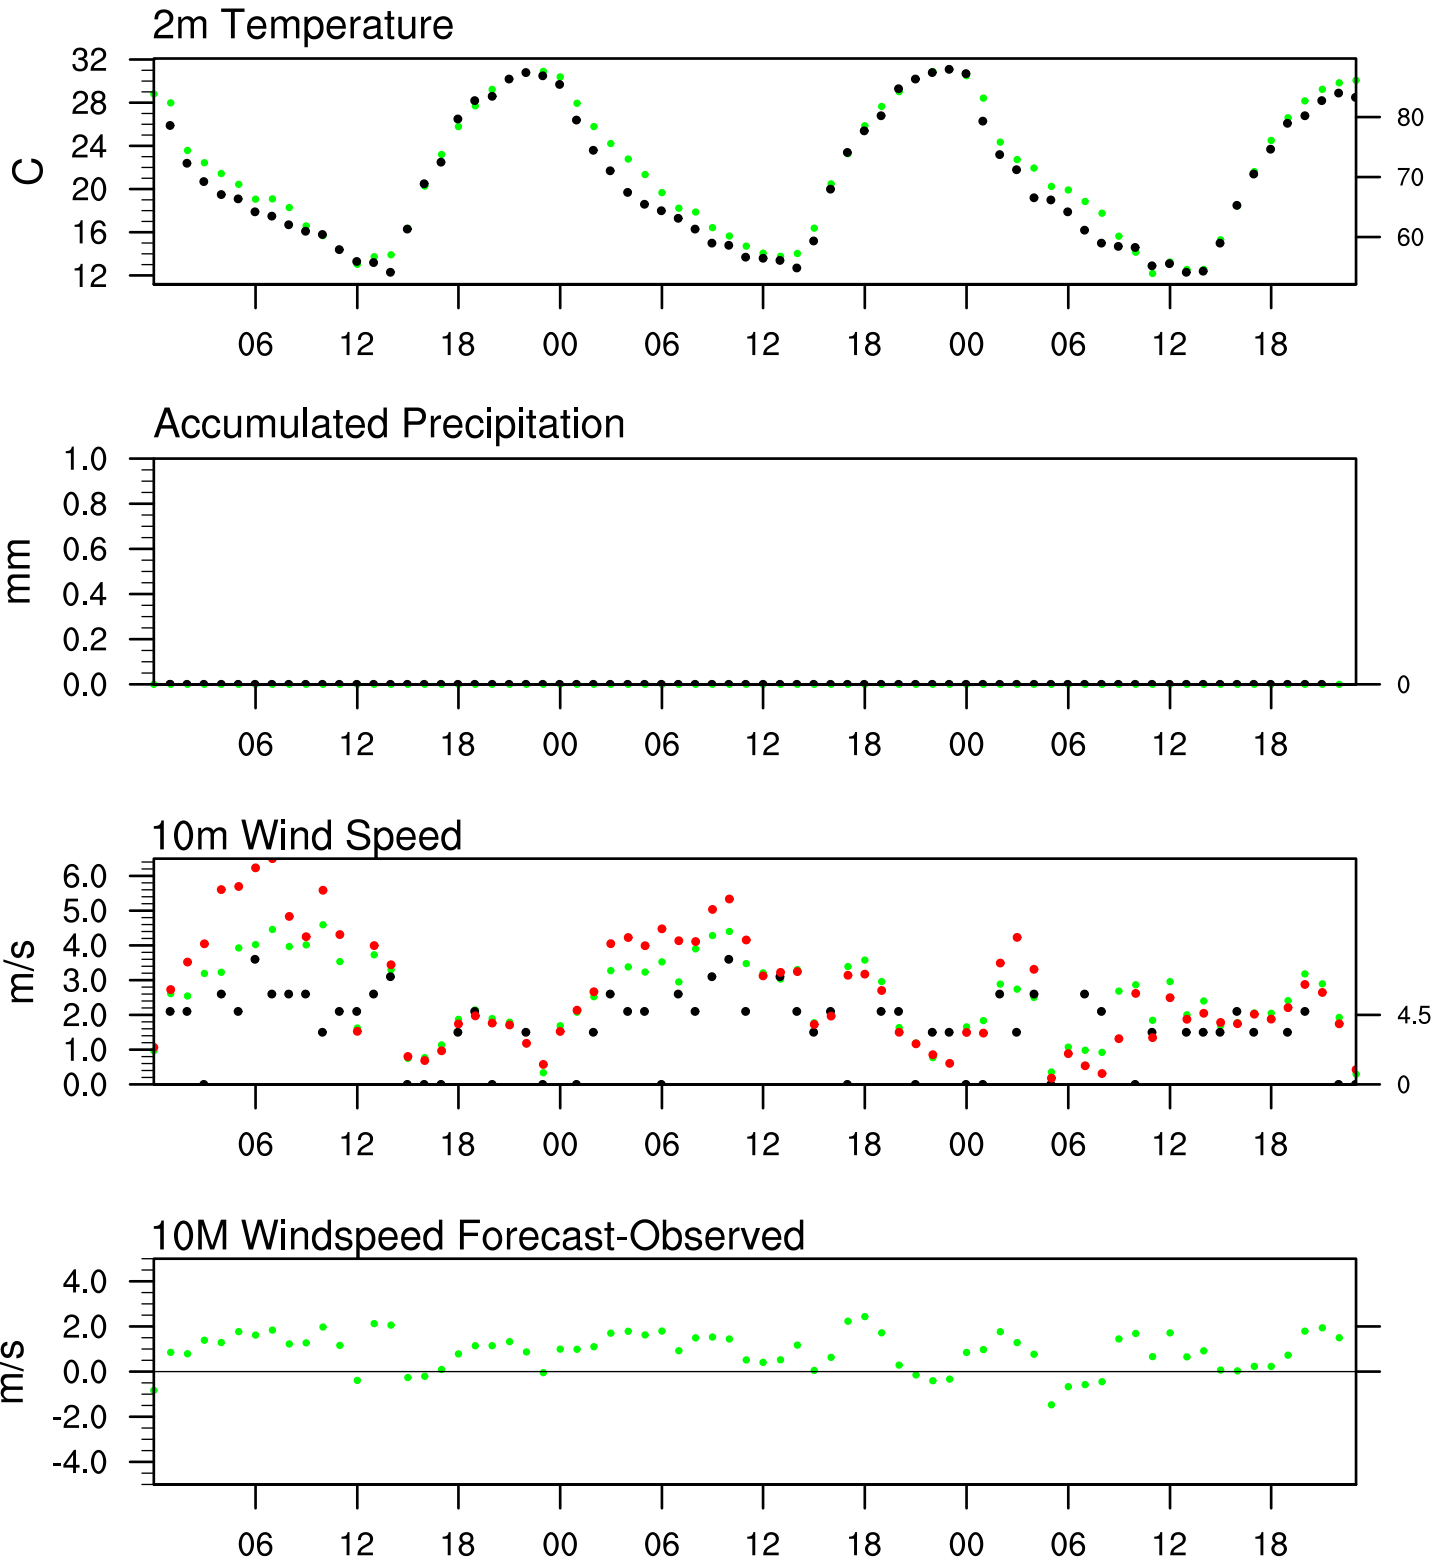 2m Temperature
32
28
24
20
16
12
C
80
70
60
06 12 18 00 06 12 18 00 06 12 18
Accumulated Precipitation
1.0
0.8
0.6
0.4
0.2
0.0
mm
0
06 12 18 00 06 12 18 00 06 12 18
10m Wind Speed
6.0
5.0
4.0
3.0
2.0
1.0
0.0
m/s
4.5
0
06 12 18 00 06 12 18 00 06 12 18
10M Windspeed Forecast-Observed
4.0
2.0
0.0
-2.0
-4.0
m/s
06 12 18 00 06 12 18 00 06 12 18